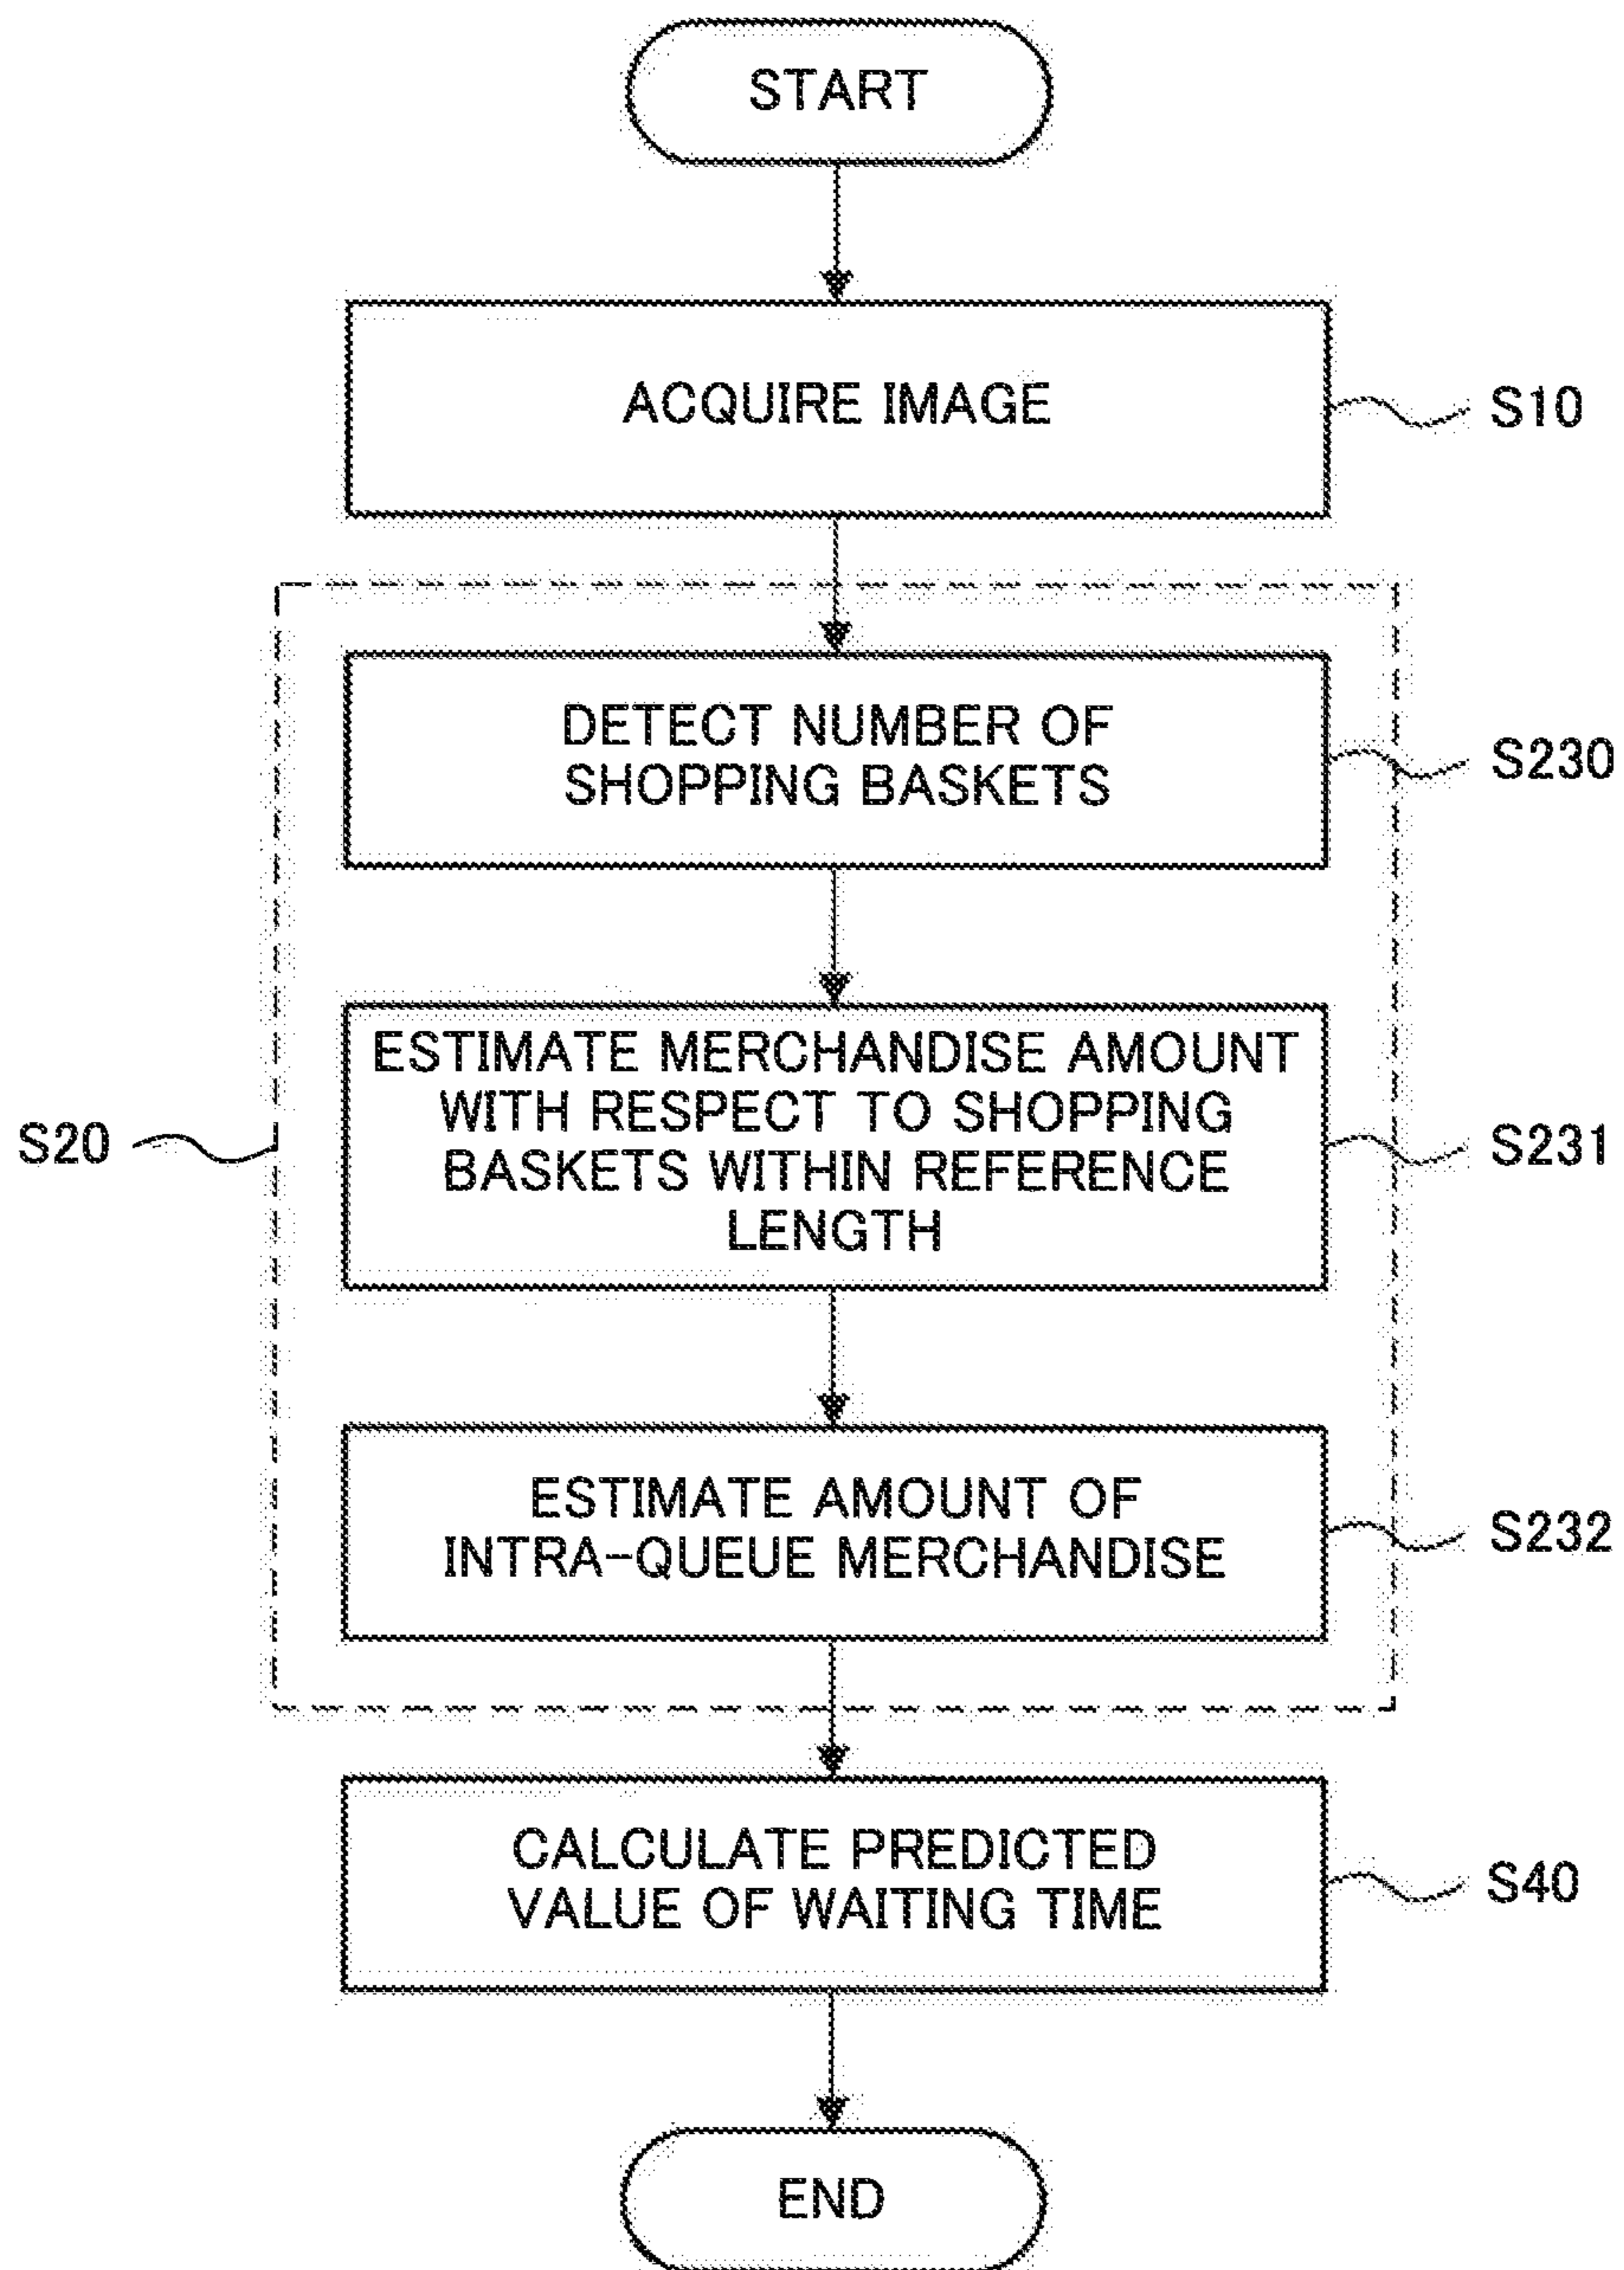 START
ACQUIRE IMAGE
S10
DETECT NUMBER OF
SHOPPING BASKETS
S230
ESTIMATE MERCHANDISE AMOUNT
WITH RESPECT TO SHOPPING
BASKETS WITHIN REFERENCE
LENGTH
S20
S231
ESTIMATE AMOUNT OF
INTRA-QUEUE MERCHANDISE
S232
CALCULATE PREDICTED
VALUE OF WAITING TIME
S40
END